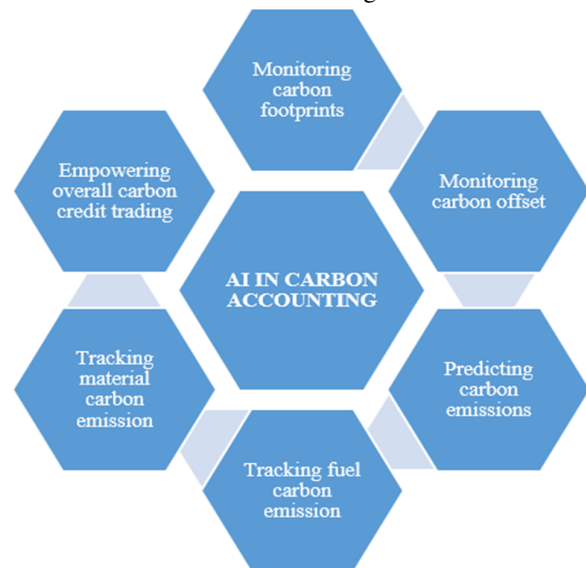 Monitoring
carbon
footprints
Monitoring
carbon offset
Predicting
carbon
emissions
Tracking fuel
carbon
emission
Tracking
material
carbon
emission
Empowering
overall carbon
credit trading
AI IN CARBON
ACCOUNTING